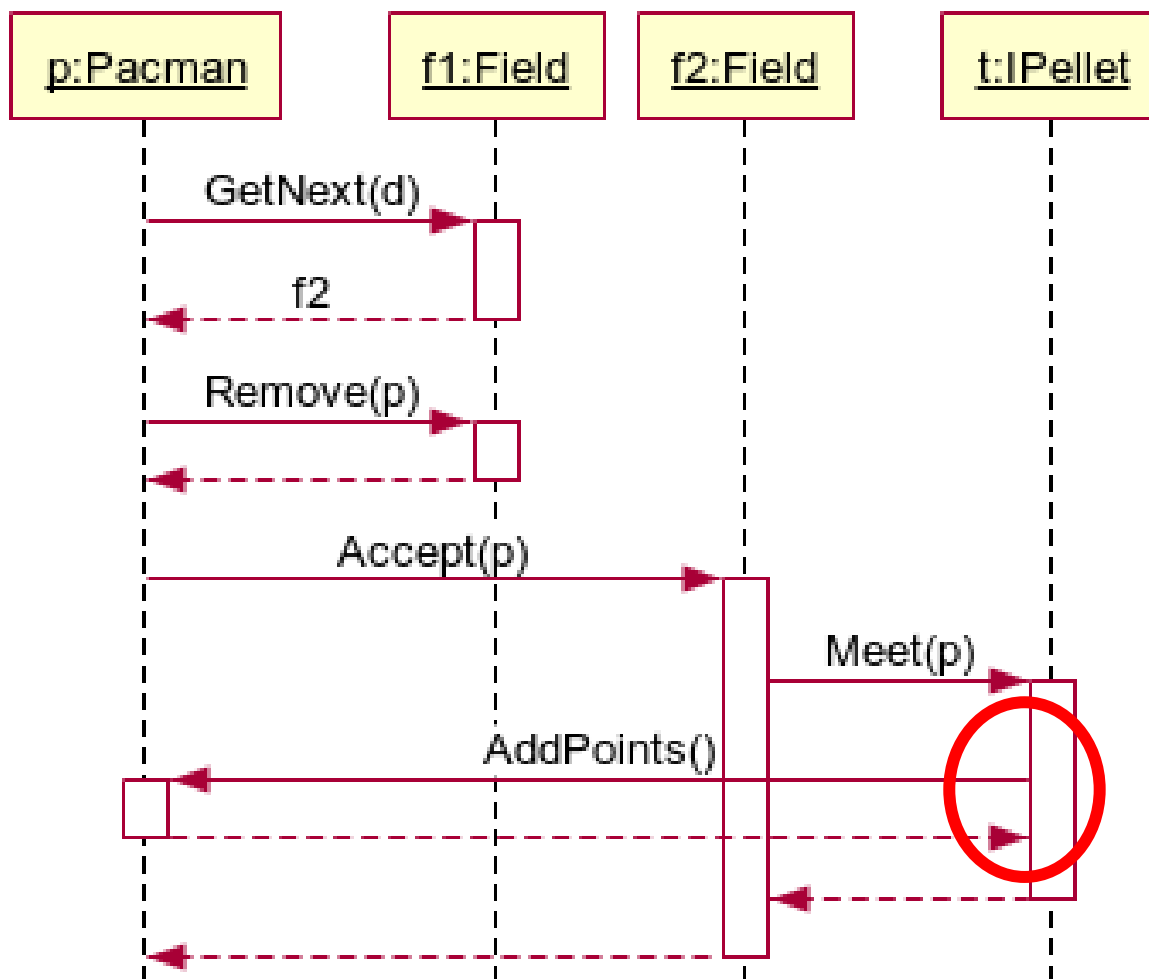 p:Pacman
f1:Field
f2:Field
t:IPellet
GetNext(d)
f2
Remove(p)
Accept(p)
Meet(p)
AddPoints()